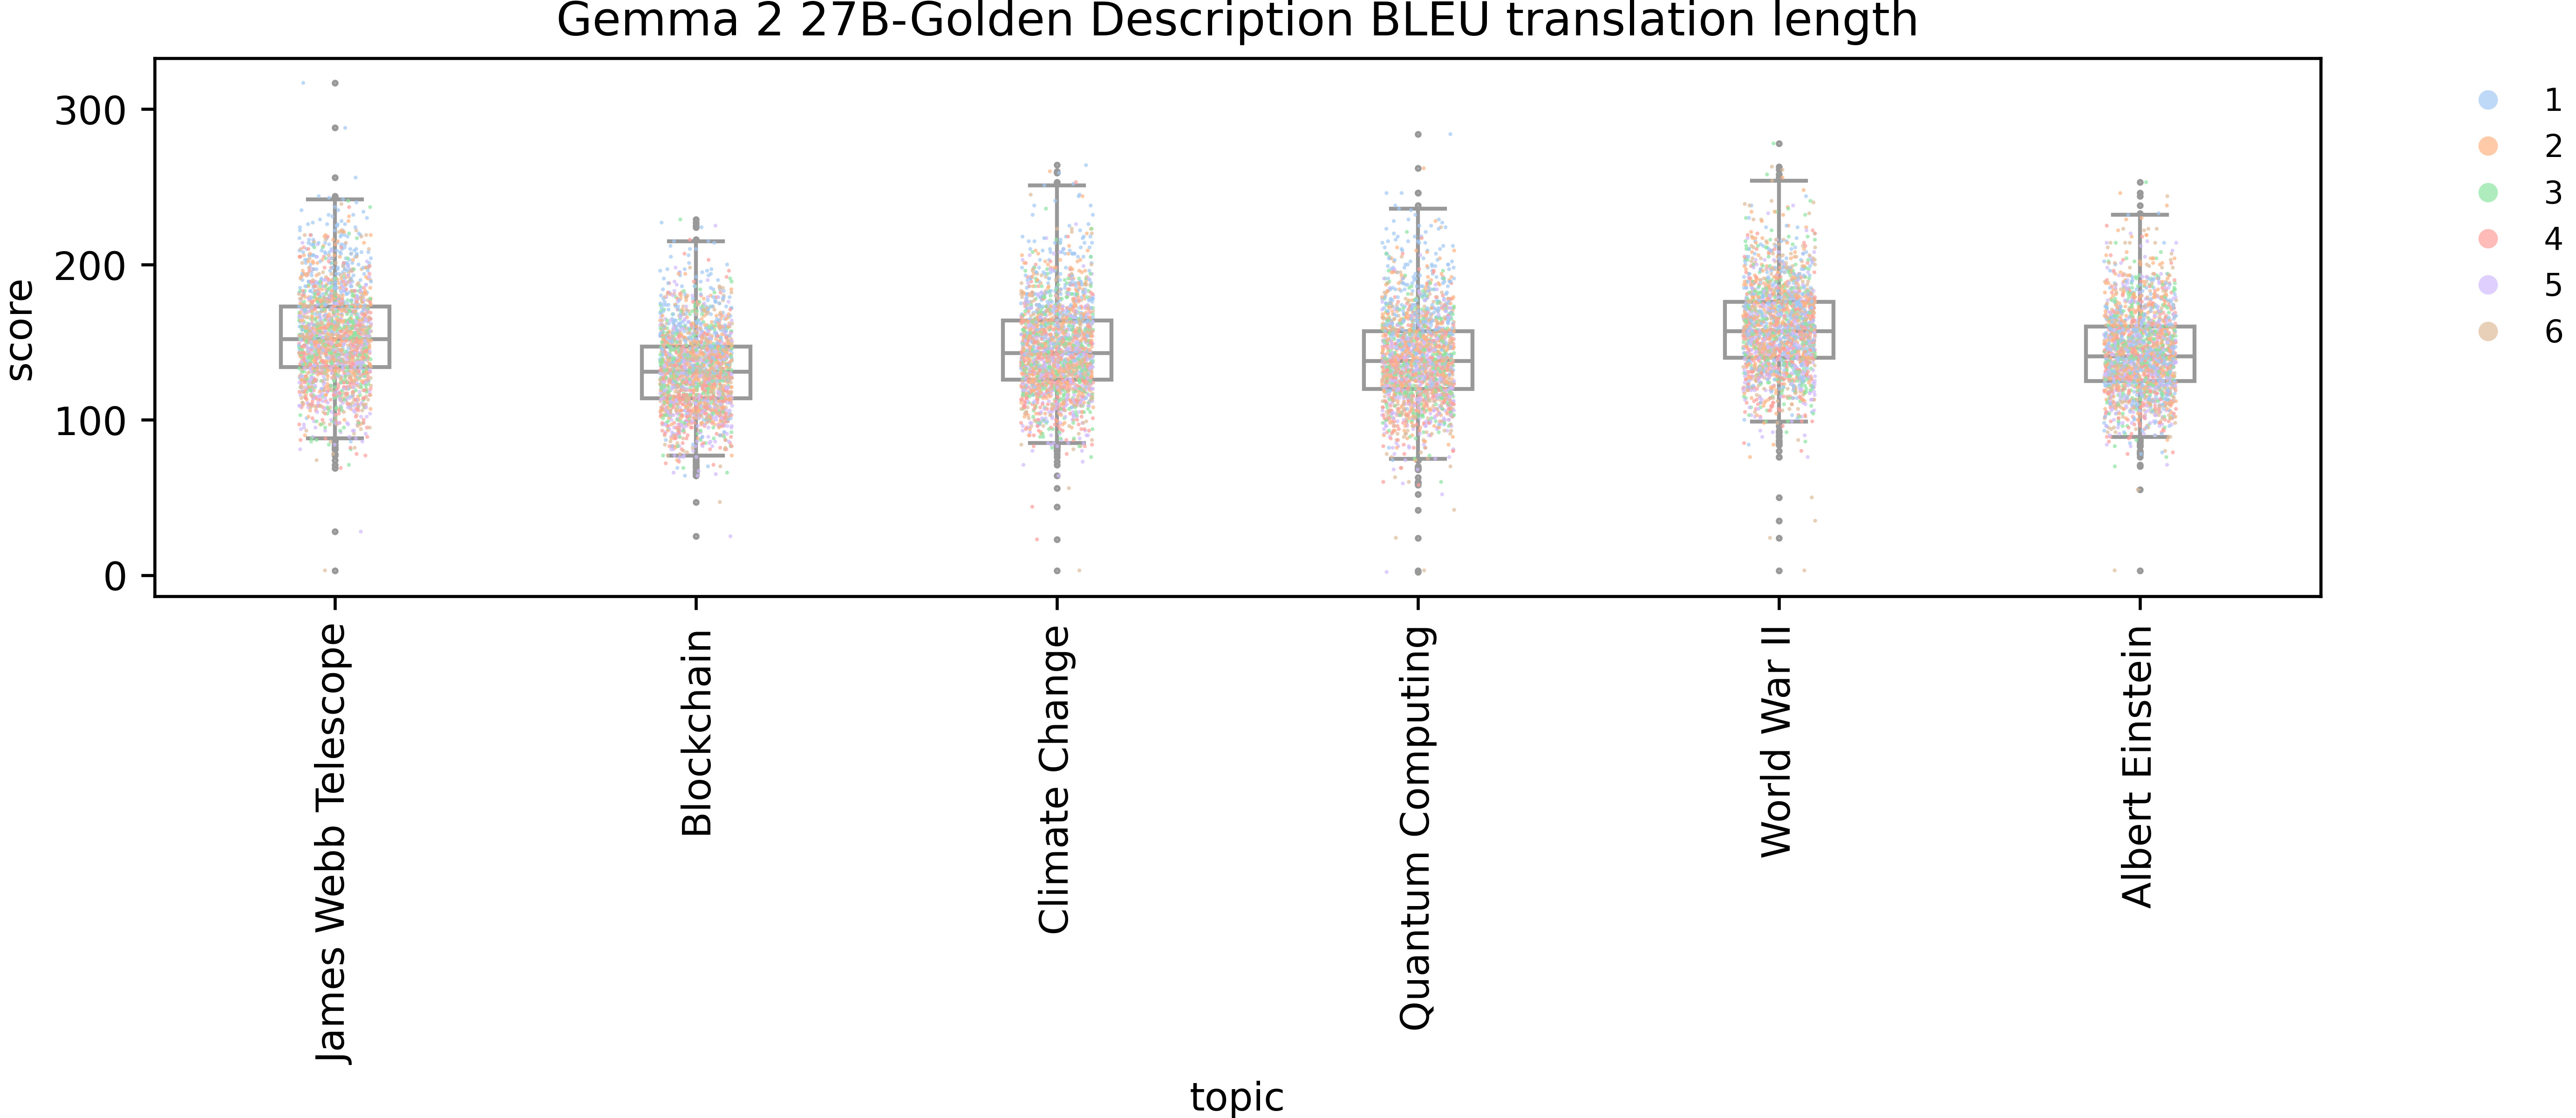 Gemma 2 27B-Golden Description BLEU translation length
score
300
200
100
0
James Webb Telescope
Blockchain
Climate Change
Quantum Computing
World War II
Albert Einstein
topic
1
2
3
4
5
6